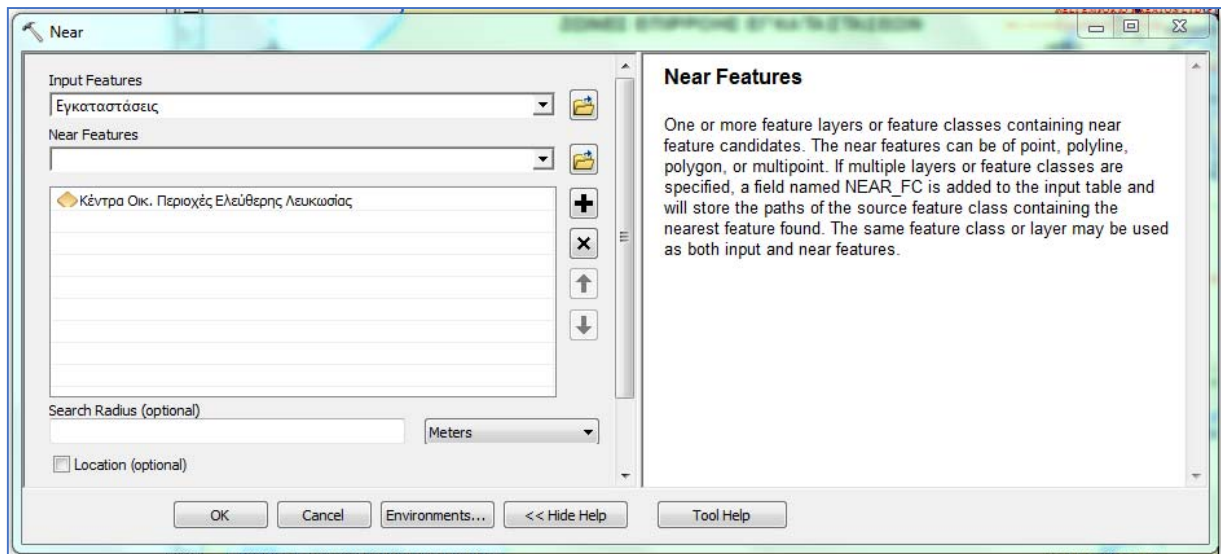 Near
ΖΩΝΕΣ ΕΠΙΡΡΟΗΣ ΕΓΚΑΤΑΣΤΑΣΕΩΝ
Input Features
Εγκαταστάσεις
Near Features
Κέντρα Οικ. Περιοχές Ελεύθερης Λευκωσίας
Search Radius (optional)
Meters
Location (optional)
OK
Cancel
Environments...
<< Hide Help
Tool Help
Near Features
One or more feature layers or feature classes containing near
feature candidates. The near features can be of point, polyline,
polygon, or multipoint. If multiple layers or feature classes are
specified, a field named NEAR_FC is added to the input table and
will store the paths of the source feature class containing the
nearest feature found. The same feature class or layer may be used
as both input and near features.